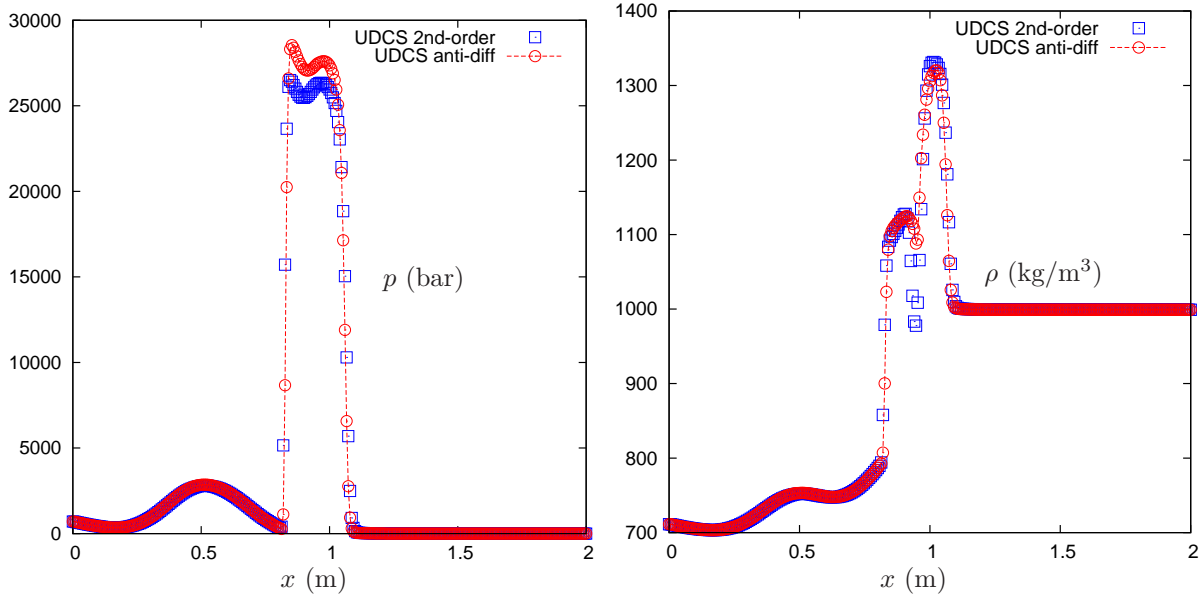 30000
25000
20000
15000
10000
5000
0
UDCS 2nd-order
UDCS anti-diff
p (bar)
0 0.5 1 1.5 2
x (m)
1400
1300
1200
1100
1000
900
800
700
UDCS 2nd-order
UDCS anti-diff
ρ (kg/m³)
0 0.5 1 1.5 2
x (m)